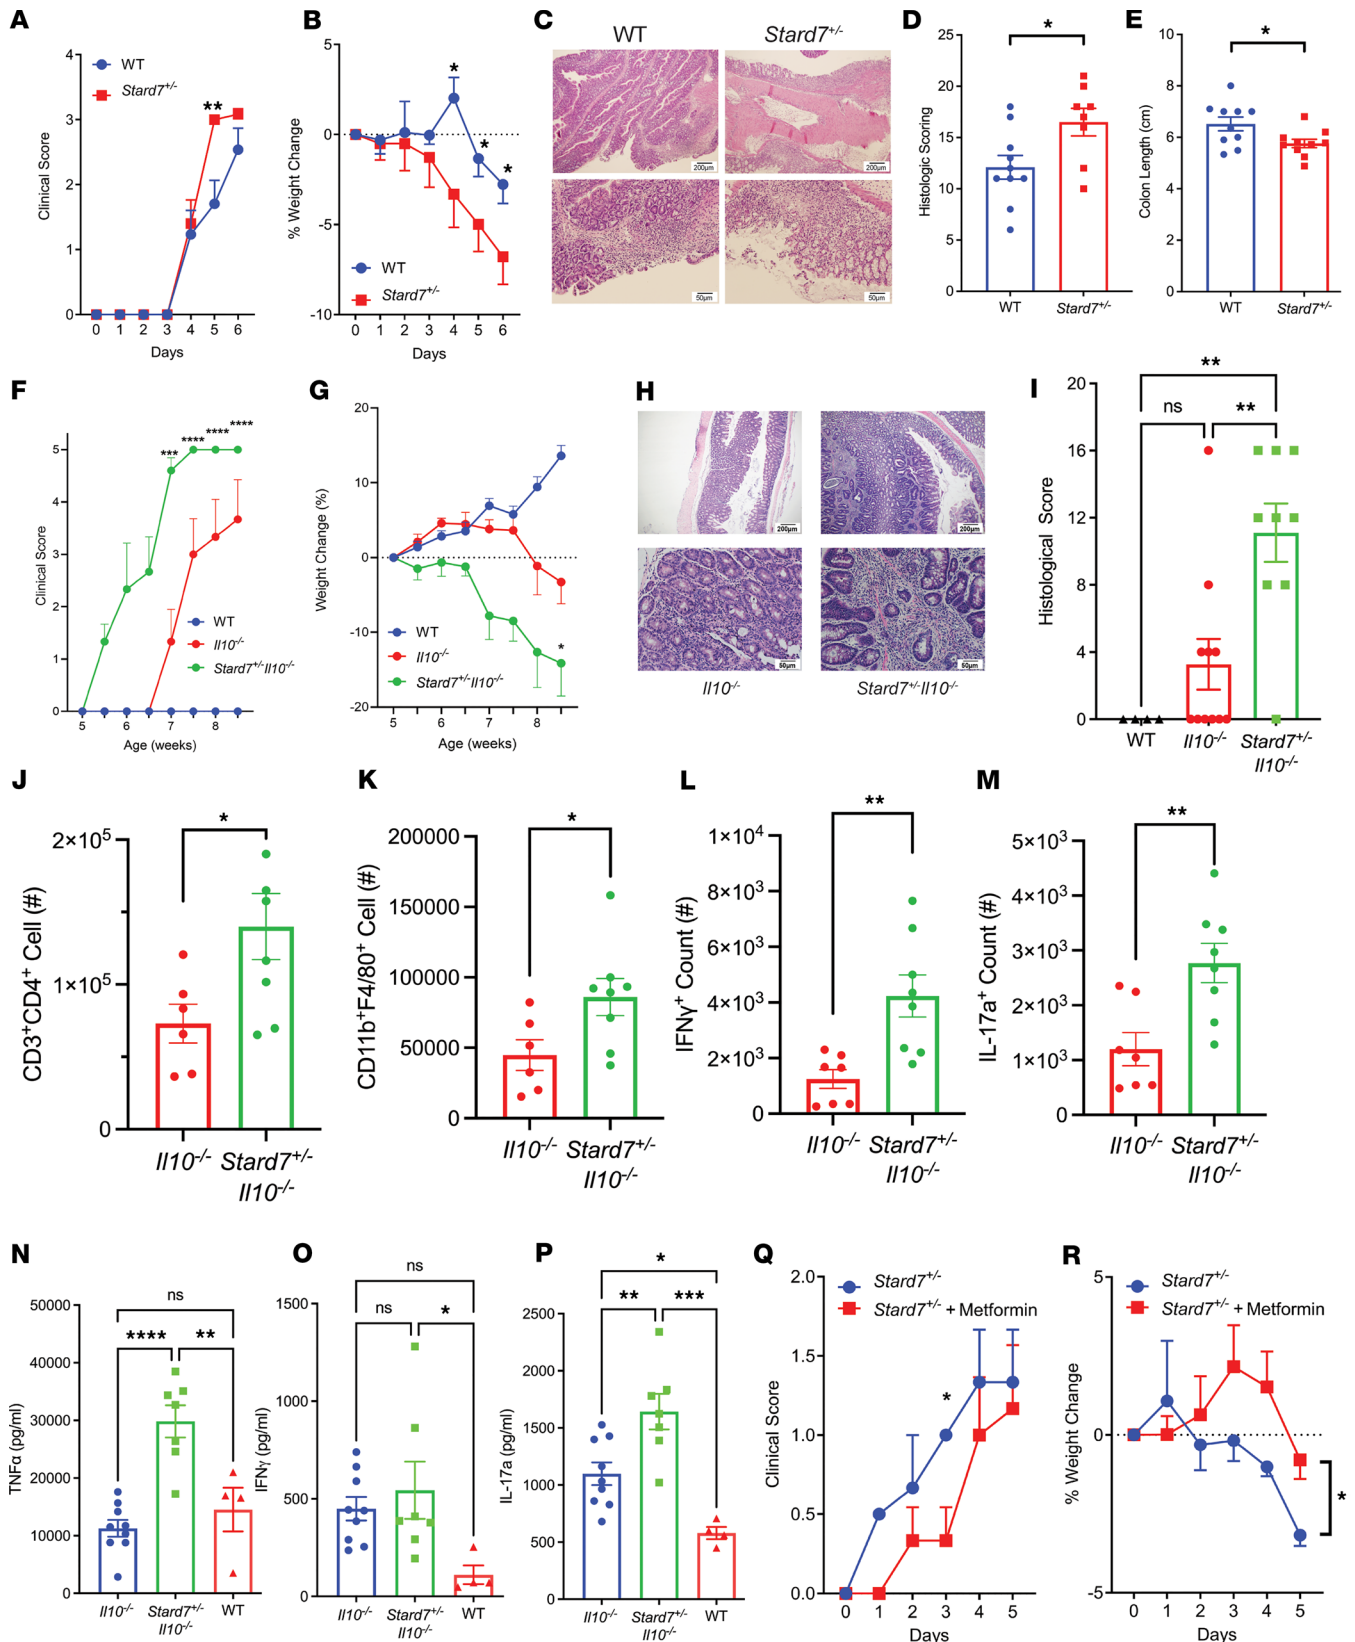 A
Clinical Score
4
3
2
1
0
WT
Stard7+/-
**
0 1 2 3 4 5 6
Days
B
% Weight Change
5
0
-5
-10
*
*
*
WT
Stard7+/-
0 1 2 3 4 5 6
Days
C
WT
Stard7+/-
200µm
200µm
50µm
50µm
D
Histologic Scoring
25
20
15
10
5
0
*
WT
Stard7+/-
E
Colon Length (cm)
10
8
6
4
2
0
*
WT
Stard7+/-
F
Clinical Score
5
4
3
2
1
0
***
****
****
****
WT
Il10-/-
Stard7+/-Il10-/-
5 6 7 8
Age (weeks)
G
Weight Change (%)
20
10
0
-10
-20
WT
Il10-/-
Stard7+/-Il10-/-
*
5 6 7 8
Age (weeks)
H
200µm
200µm
50µm
50µm
Il10-/-
Stard7+/-Il10-/-
I
Histological Score
20
16
12
8
4
0
**
ns
**
WT
Il10-/-
Stard7+/-
Il10-/-
J
CD3+CD4+ Cell (#)
2×105
1×105
0
*
Il10-/-
Stard7+/-
Il10-/-
K
CD11b+F4/80+ Cell (#)
200000
150000
100000
50000
0
*
Il10-/-
Stard7+/-
Il10-/-
L
IFNγ+ Count (#)
1×104
8×103
6×103
4×103
2×103
0
**
Il10-/-
Stard7+/-
Il10-/-
M
IL-17a+ Count (#)
5×103
4×103
3×103
2×103
1×103
0
**
Il10-/-
Stard7+/-
Il10-/-
N
TNFα (pg/ml)
50000
40000
30000
20000
10000
0
ns
****
**
Il10-/-
Stard7+/-
Il10-/-
WT
O
IFNγ (pg/ml)
1500
1000
500
0
ns
ns
*
Il10-/-
Stard7+/-
Il10-/-
WT
P
IL-17a (pg/ml)
2500
2000
1500
1000
500
0
*
**
***
Il10-/-
Stard7+/-
Il10-/-
WT
Q
Clinical Score
2.0
1.5
1.0
0.5
0.0
Stard7+/-
Stard7+/- + Metformin
*
0 1 2 3 4 5
Days
R
% Weight Change
5
0
-5
Stard7+/-
Stard7+/- + Metformin
*
0 1 2 3 4 5
Days